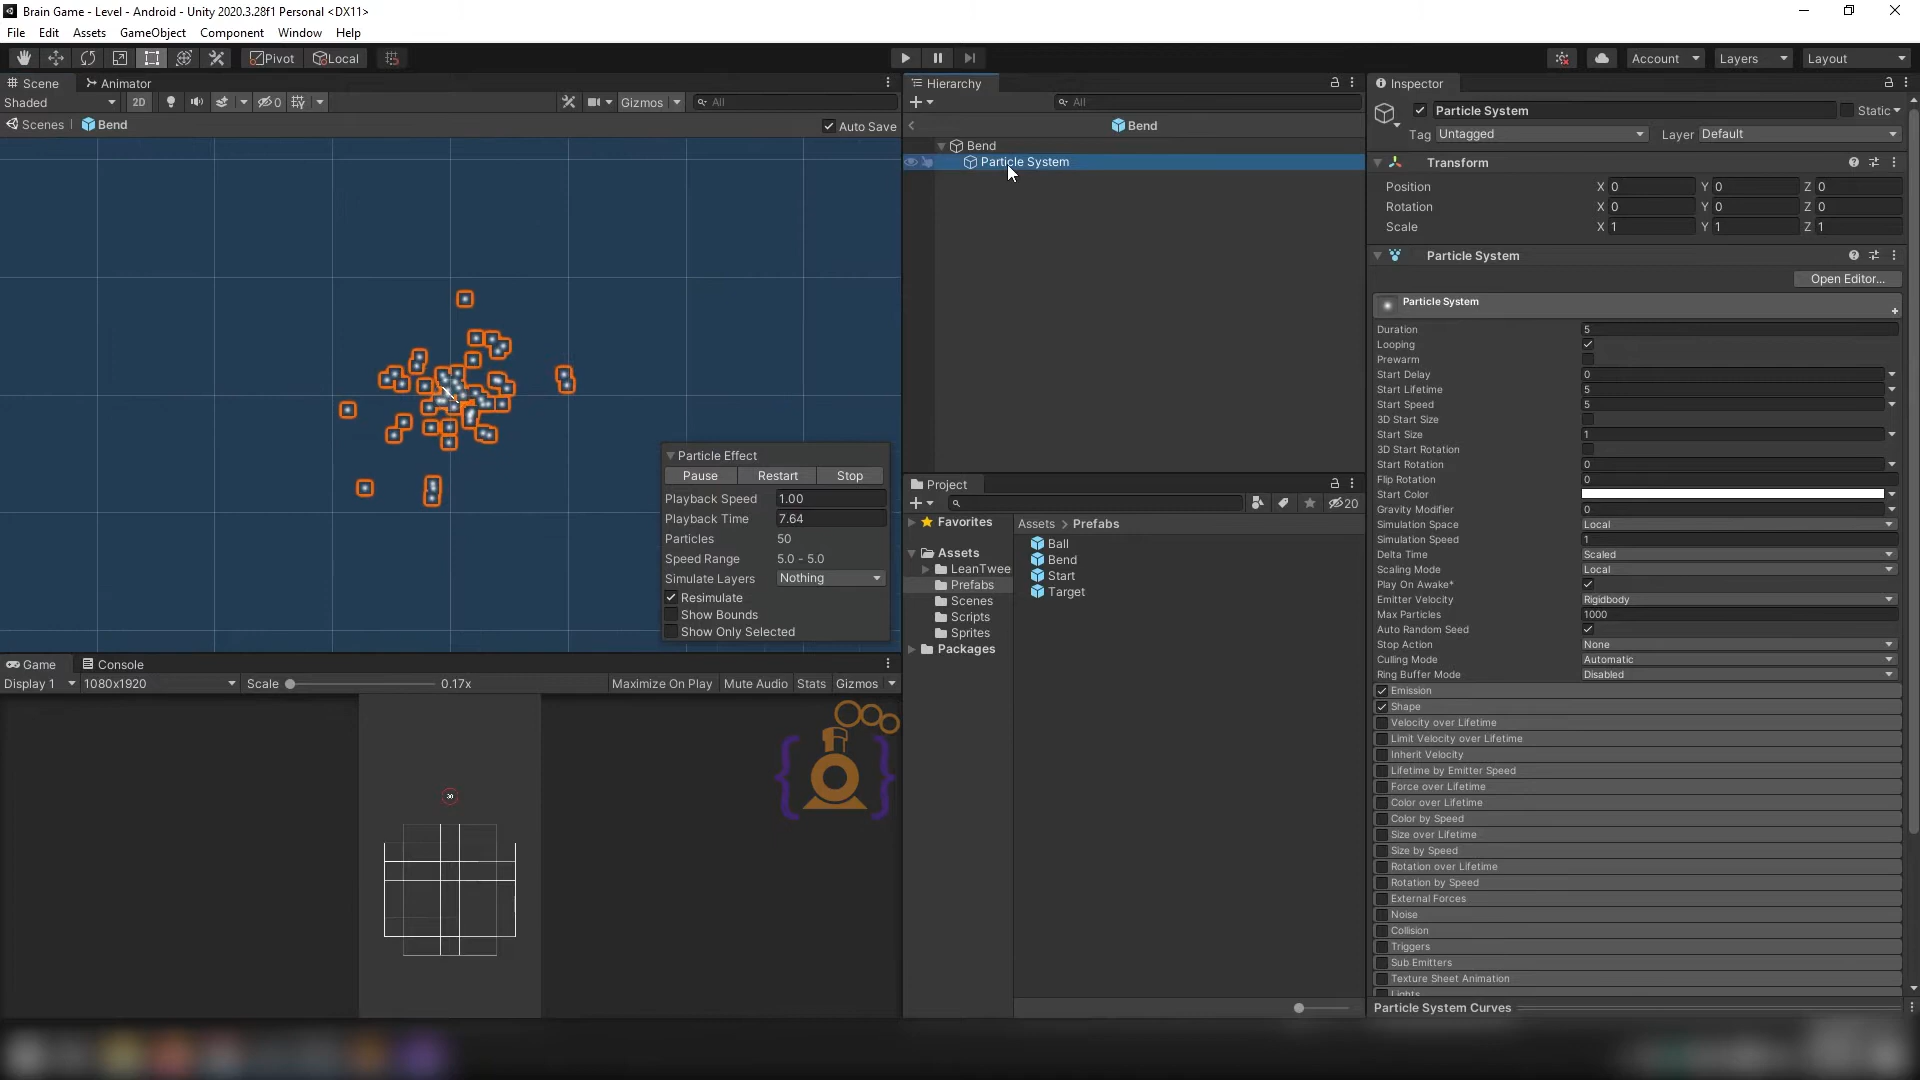 Brain Game - Level - Android - Unity 2020.3.28f1 Personal <DX11>
File Edit Assets GameObject Component Window Help
Pivot Local
Account Layers Layout
Scene Animator
Shaded 2D 0 Gizmos All
Scenes Bend Auto Save
Particle Effect
Pause Restart Stop
Playback Speed 1.00
Playback Time 7.64
Particles 50
Speed Range 5.0 - 5.0
Simulate Layers Nothing
Resimulate
Show Bounds
Show Only Selected
Game Console
Display 1 1080x1920 Scale 0.17x Maximize On Play Mute Audio Stats Gizmos
30
Hierarchy
All
Bend
Bend
Particle System
Project
20
Favorites
Assets
LeanTwee
Prefabs
Scenes
Scripts
Sprites
Packages
Assets > Prefabs
Ball
Bend
Start
Target
Inspector
Particle System Static
Tag Untagged Layer Default
Transform
Position X 0 Y 0 Z 0
Rotation X 0 Y 0 Z 0
Scale X 1 Y 1 Z 1
Particle System
Open Editor...
Particle System
Duration 5
Looping
Prewarm
Start Delay 0
Start Lifetime 5
Start Speed 5
3D Start Size
Start Size 1
3D Start Rotation
Start Rotation 0
Flip Rotation 0
Start Color
Gravity Modifier 0
Simulation Space Local
Simulation Speed 1
Delta Time Scaled
Scaling Mode Local
Play On Awake*
Emitter Velocity Rigidbody
Max Particles 1000
Auto Random Seed
Stop Action None
Culling Mode Automatic
Ring Buffer Mode Disabled
Emission
Shape
Velocity over Lifetime
Limit Velocity over Lifetime
Inherit Velocity
Lifetime by Emitter Speed
Force over Lifetime
Color over Lifetime
Color by Speed
Size over Lifetime
Size by Speed
Rotation over Lifetime
Rotation by Speed
External Forces
Noise
Collision
Triggers
Sub Emitters
Texture Sheet Animation
Lights
Particle System Curves